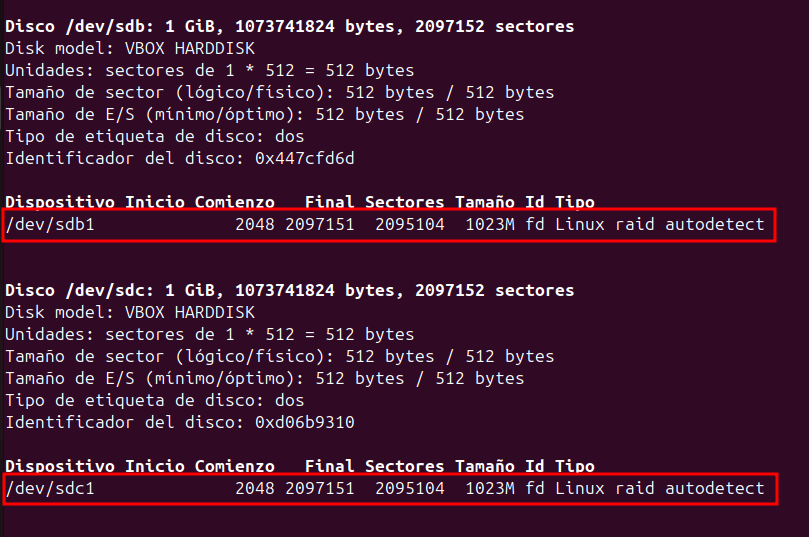 Disco /dev/sdb: 1 GiB, 1073741824 bytes, 2097152 sectores
Disk model: VBOX HARDDISK
Unidades: sectores de 1 * 512 = 512 bytes
Tamaño de sector (lógico/físico): 512 bytes / 512 bytes
Tamaño de E/S (mínimo/óptimo): 512 bytes / 512 bytes
Tipo de etiqueta de disco: dos
Identificador del disco: 0x447cfd6d
Dispositivo Inicio Comienzo Final Sectores Tamaño Id Tipo
/dev/sdb1 2048 2097151 2095104 1023M fd Linux raid autodetect
Disco /dev/sdc: 1 GiB, 1073741824 bytes, 2097152 sectores
Disk model: VBOX HARDDISK
Unidades: sectores de 1 * 512 = 512 bytes
Tamaño de sector (lógico/físico): 512 bytes / 512 bytes
Tamaño de E/S (mínimo/óptimo): 512 bytes / 512 bytes
Tipo de etiqueta de disco: dos
Identificador del disco: 0xd06b9310
Dispositivo Inicio Comienzo Final Sectores Tamaño Id Tipo
/dev/sdc1 2048 2097151 2095104 1023M fd Linux raid autodetect